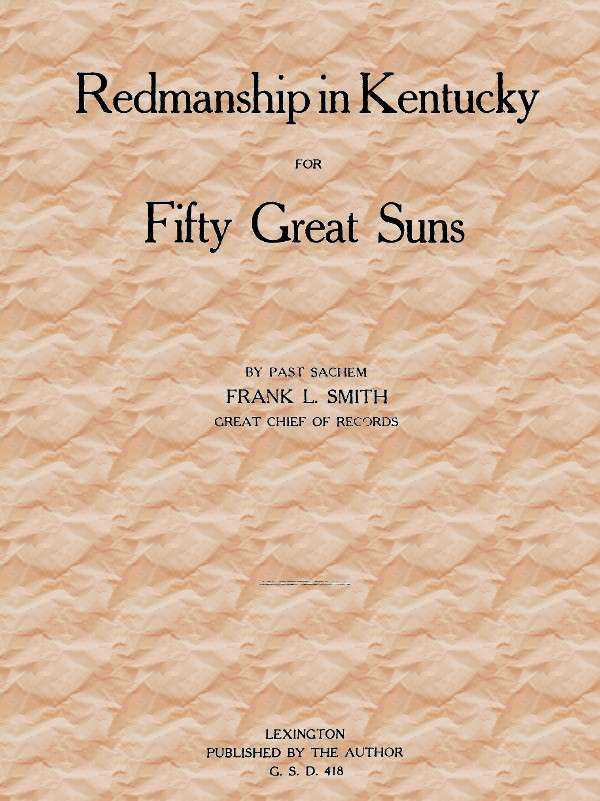 Redmanship in Kentucky
FOR
Fifty Great Suns
BY PAST SACHEM
FRANK L. SMITH
GREAT CHIEF OF RECORDS
LEXINGTON
PUBLISHED BY THE AUTHOR
G. S. D. 418